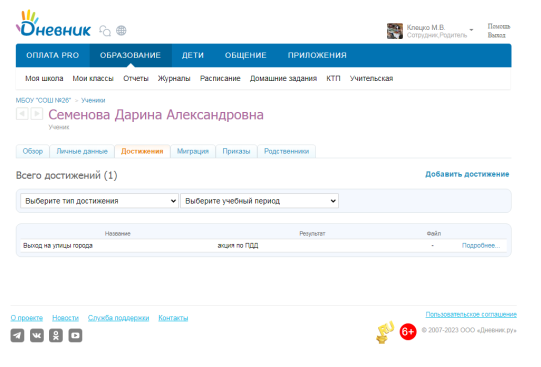 Дневник
Клецко М.В.
Сотрудник, Родитель
Помощь
Выход
ОПЛАТА PRO ОБРАЗОВАНИЕ ДЕТИ ОБЩЕНИЕ ПРИЛОЖЕНИЯ
Моя школа Мои классы Отчеты Журналы Расписание Домашние задания КТП Учительская
МБОУ "СОШ №26" → Ученики
Семенова Дарина Александровна
Ученик
Обзор Личные данные Достижения Миграция Приказы Родственники
Всего достижений (1)
Добавить достижение
Выберите тип достижения Выберите учебный период
Название Результат Файл
Выход на улицы города акция по ПДД - Подробнее...
О проекте Новости Служба поддержки Контакты
Пользовательское соглашение
6+ © 2007-2023 ООО «Дневник.ру»